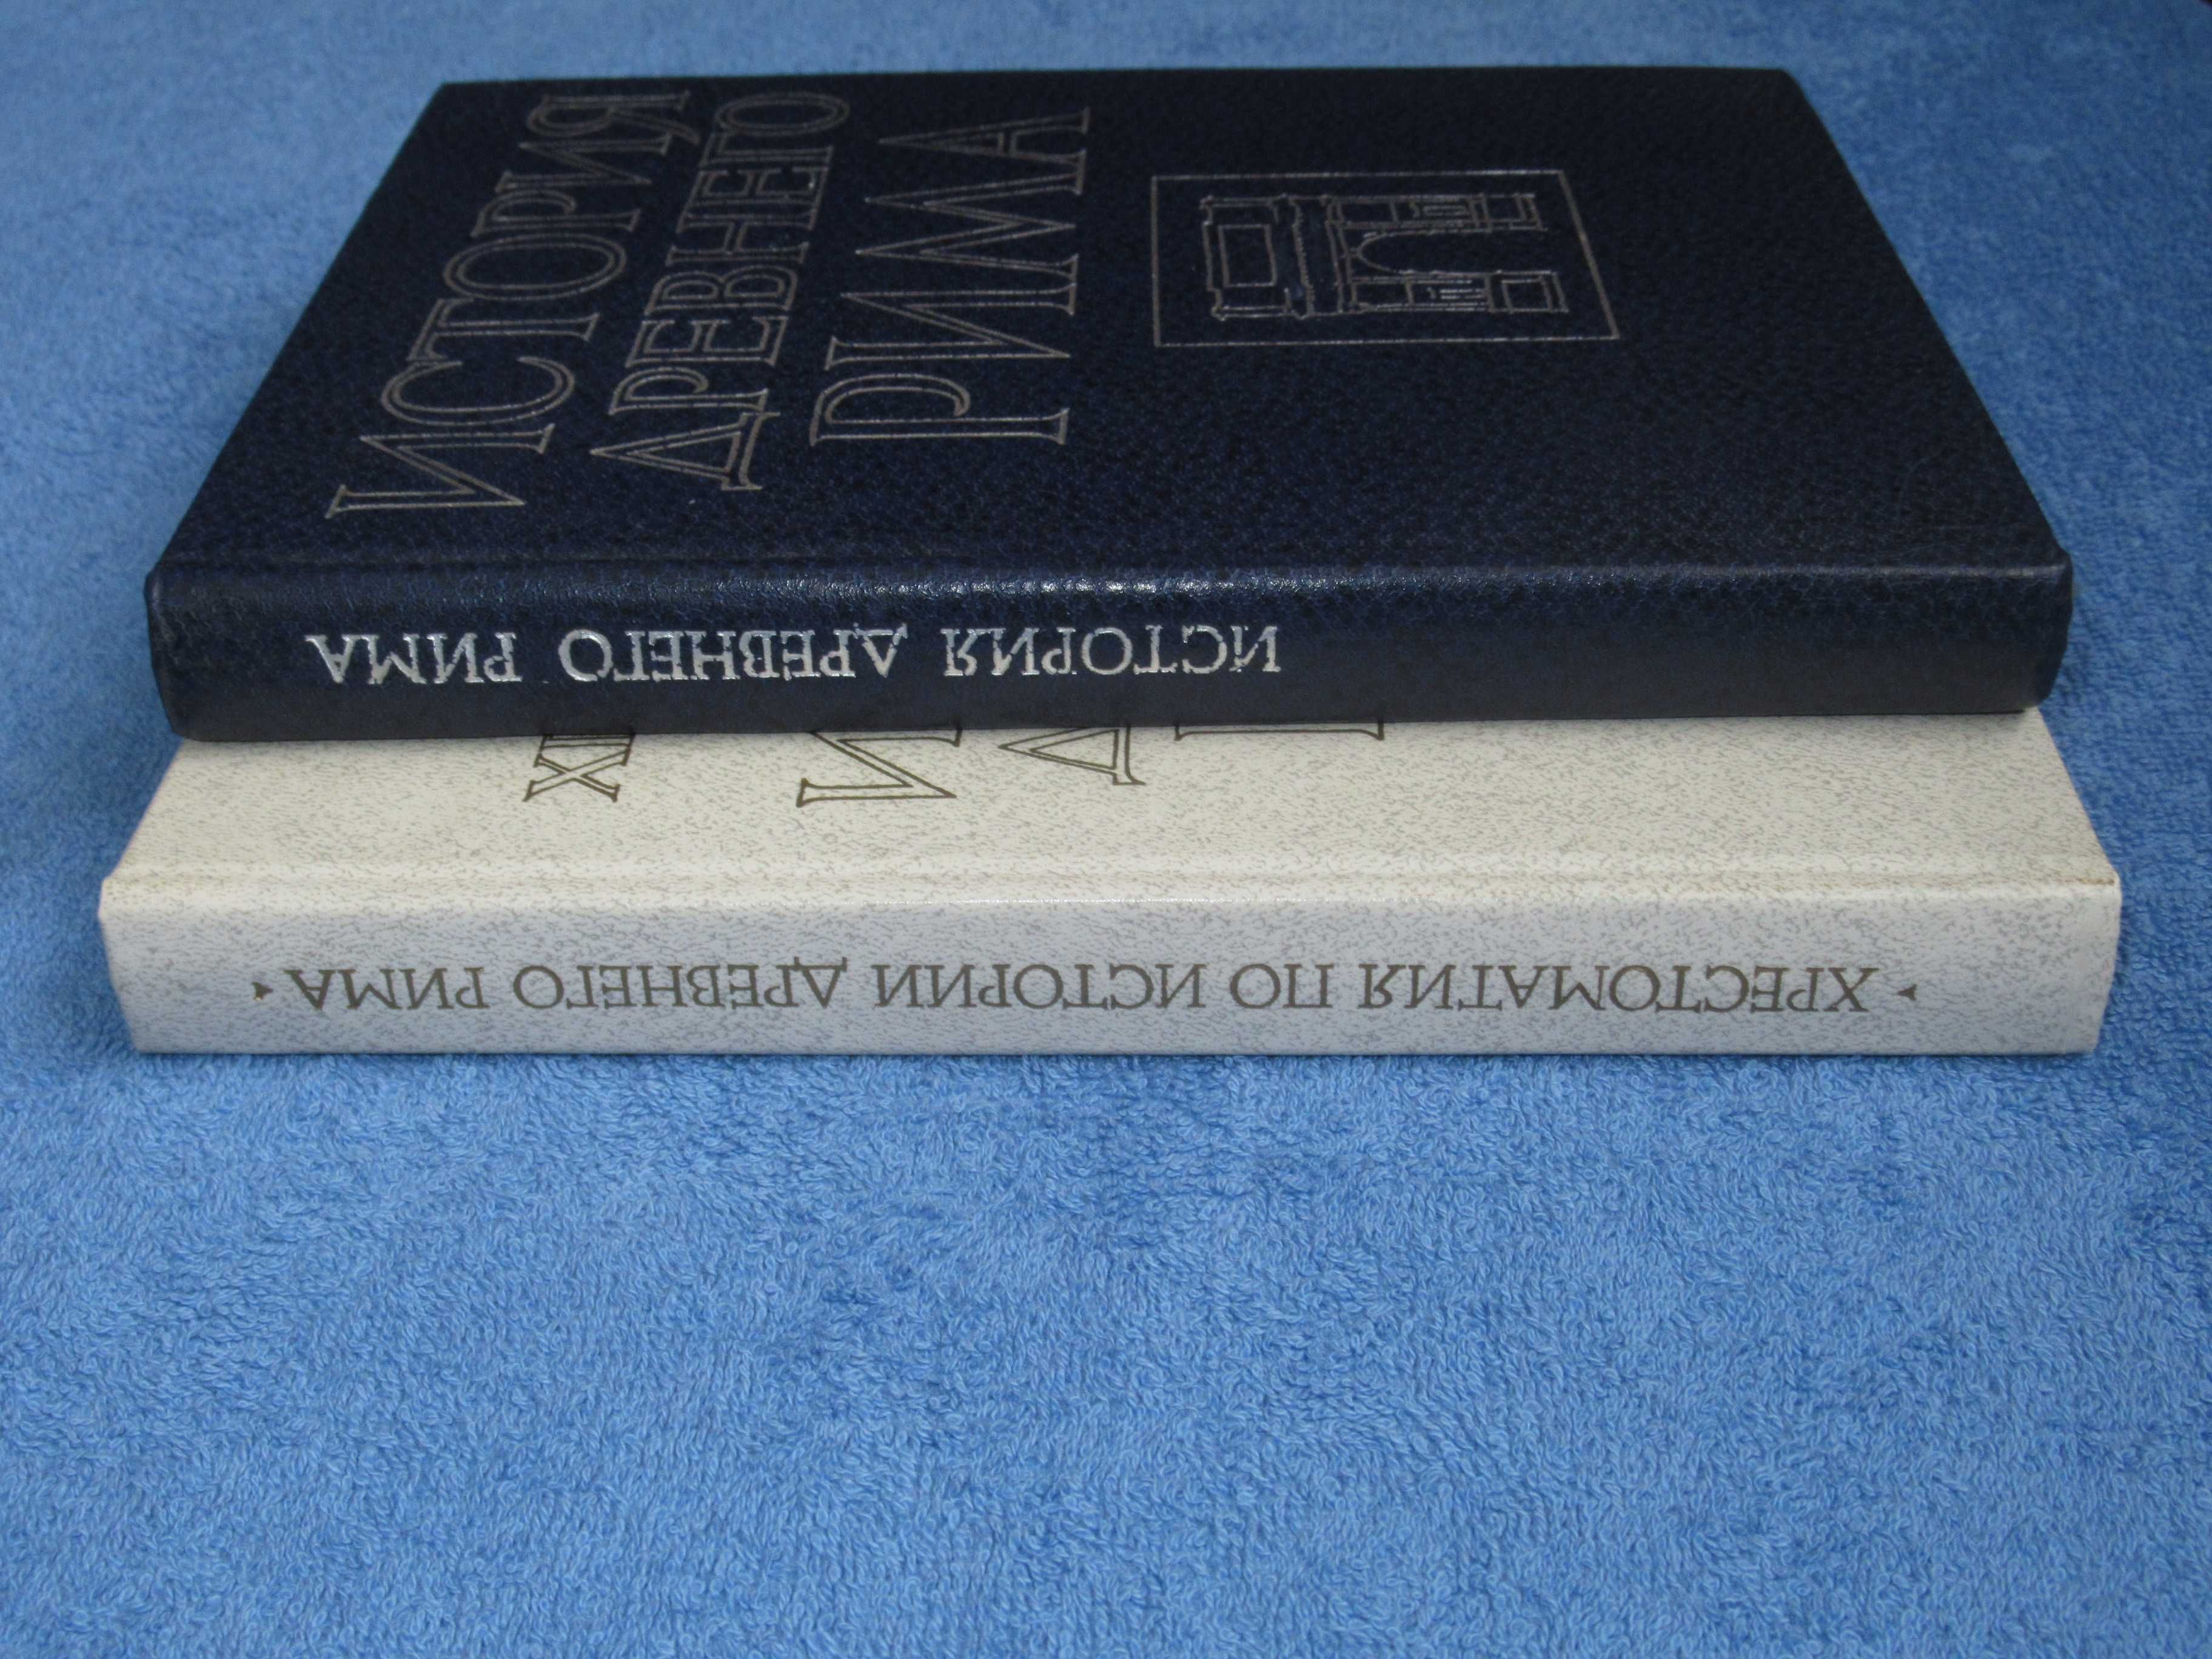 ИСТОРИЯ
ДРЕВНЕГО
РИМА
ИСТОРИЯ ДРЕВНЕГО РИМА
ХРЕСТОМАТИЯ ПО ИСТОРИИ ДРЕВНЕГО РИМА